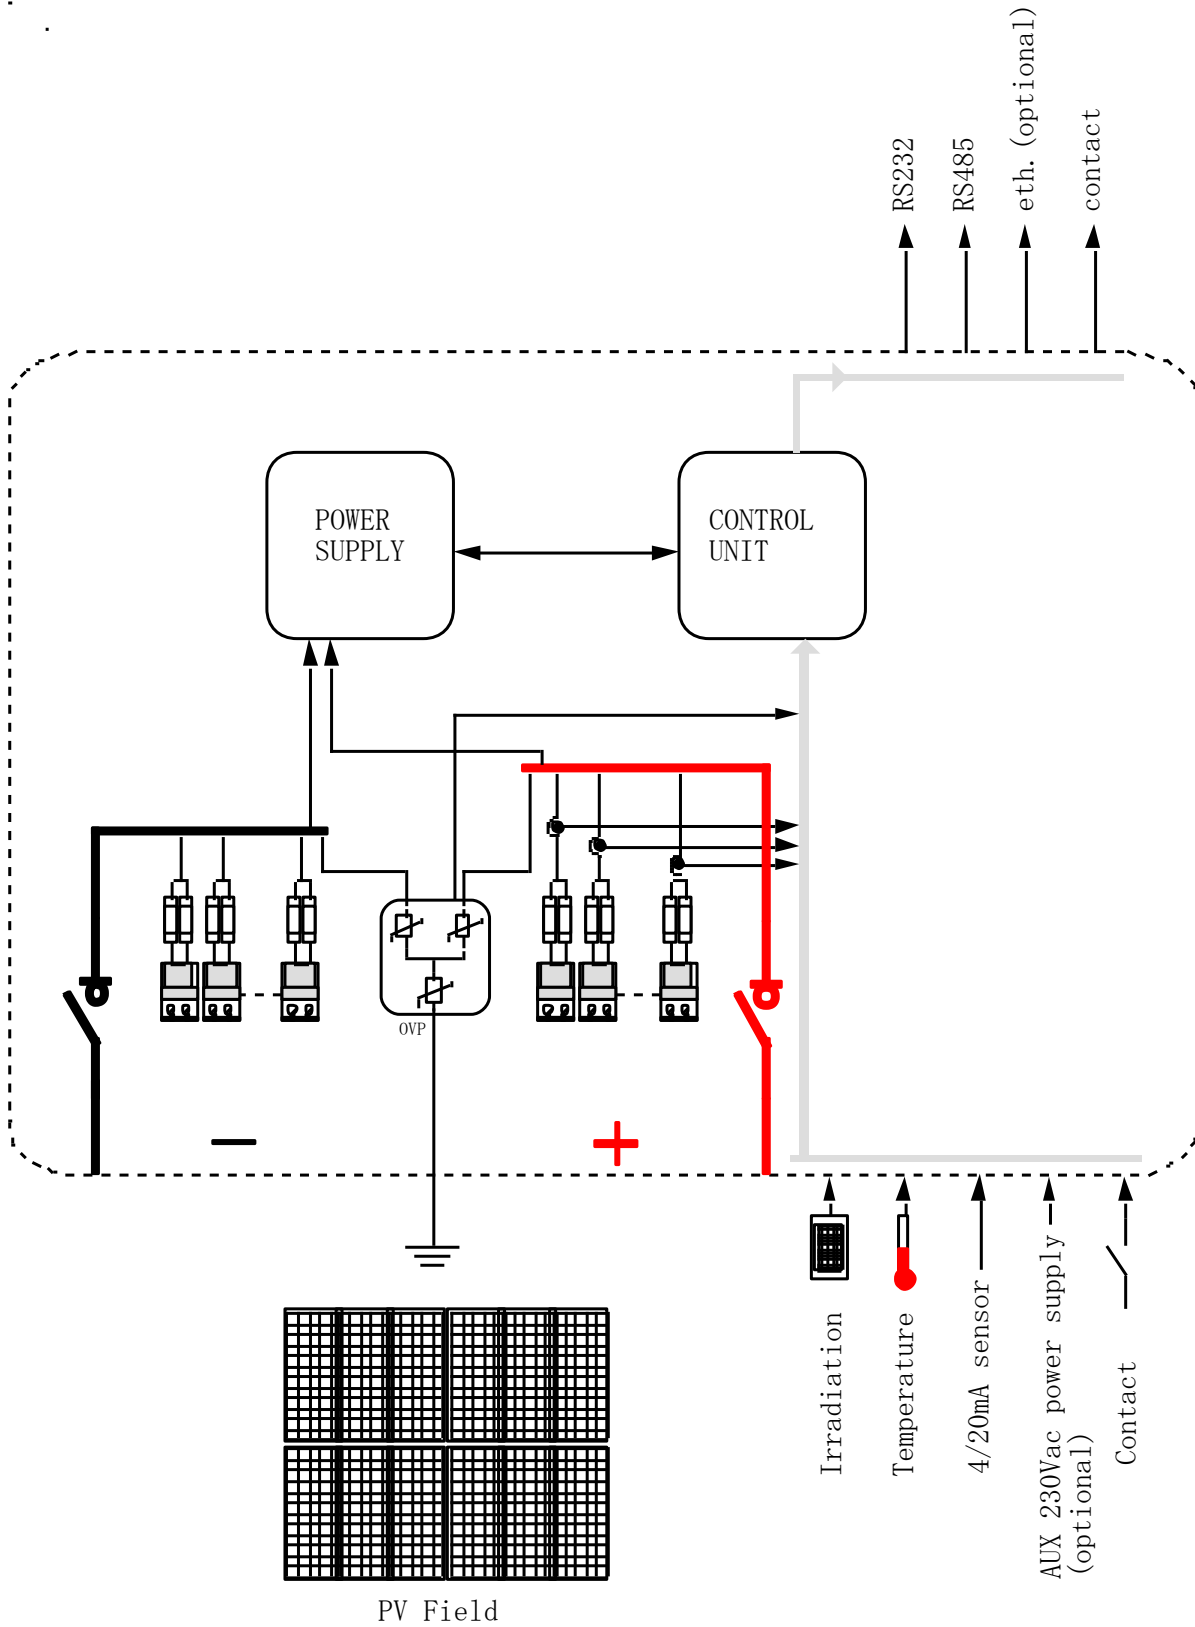 RS232
RS485
eth.(optional)
contact
POWER
SUPPLY
CONTROL
UNIT
OVP
−
+
Irradiation
Temperature
4/20mA sensor
AUX 230Vac power supply
(optional)
Contact
PV Field